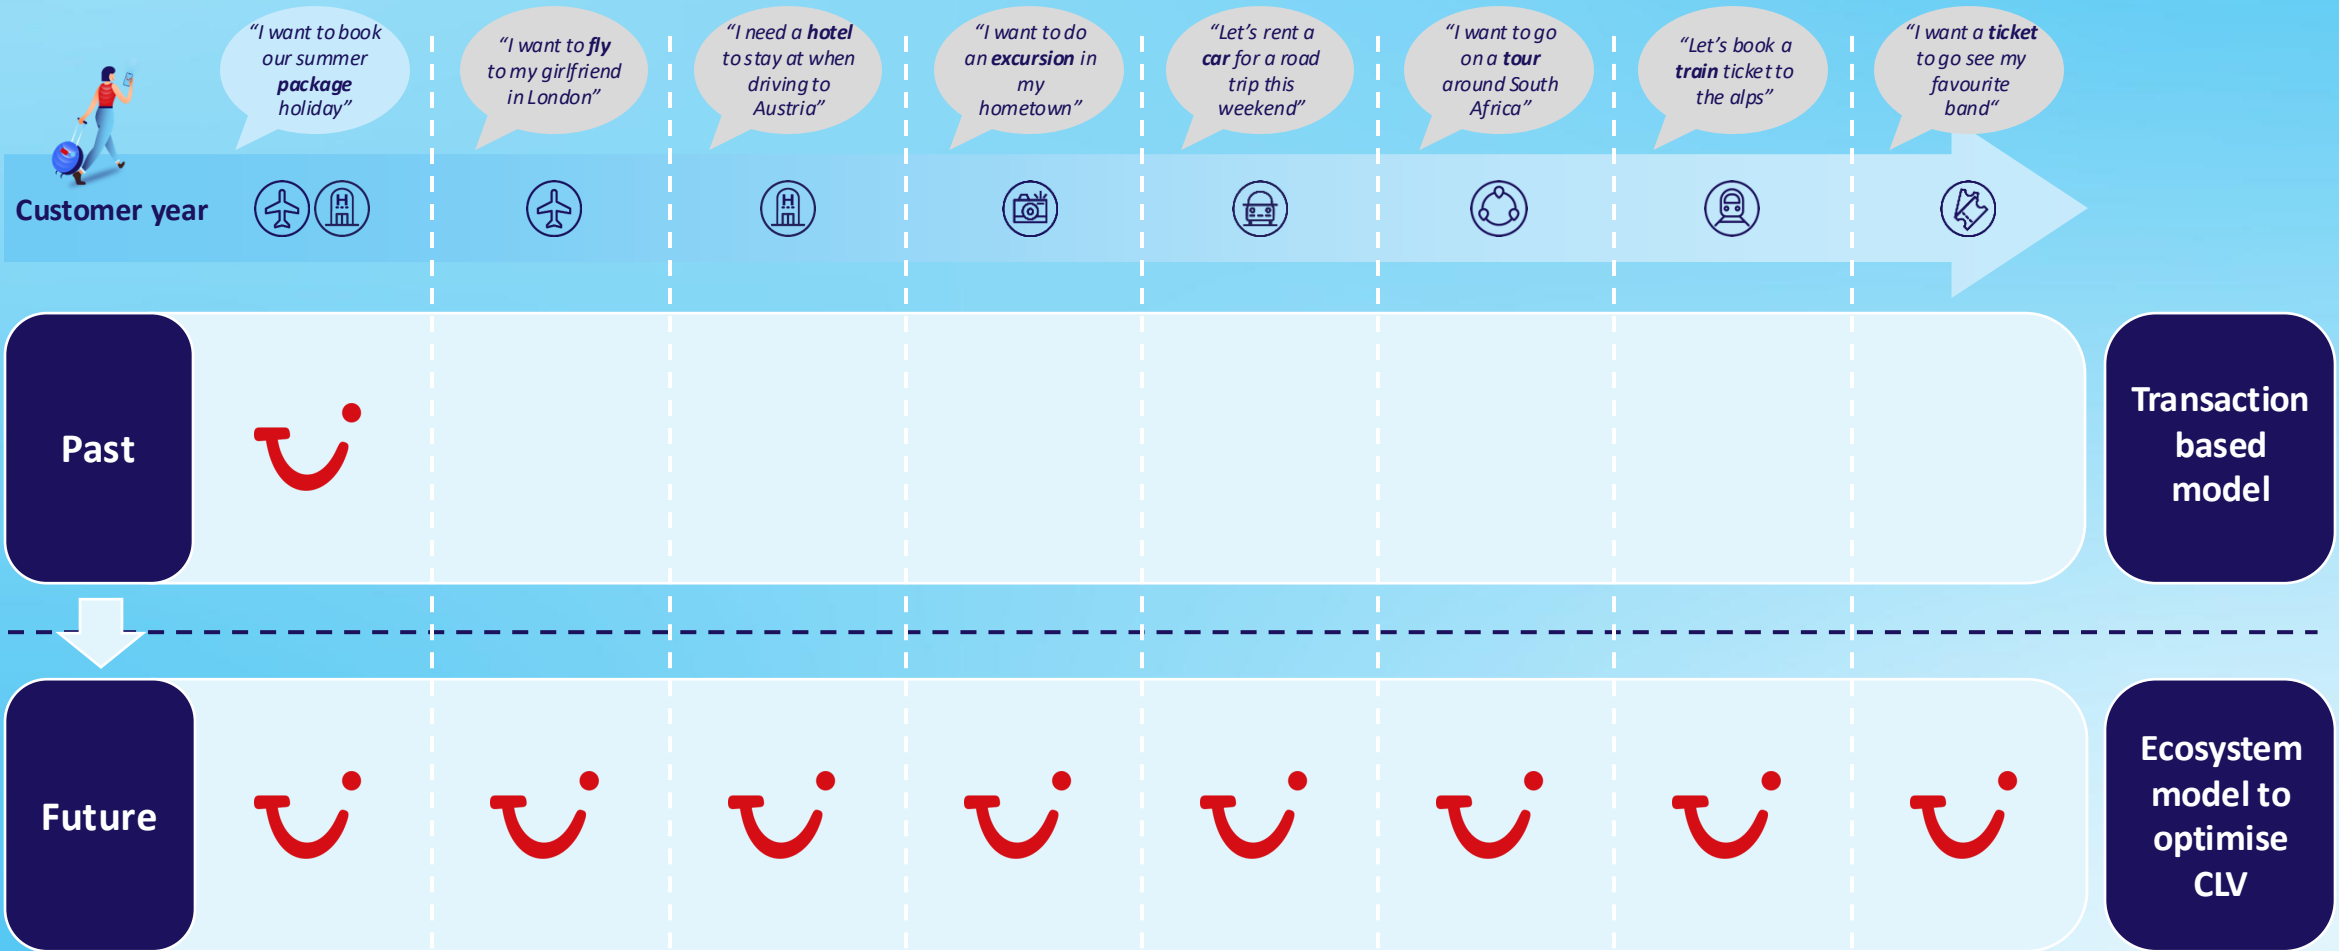 “I want to book
our summer
package
holiday”
“I want to fly
to my girlfriend
in London”
“I need a hotel
to stay at when
driving to
Austria”
“I want to do
an excursion in
my
hometown”
“Let’s rent a
car for a road
trip this
weekend”
“I want to go
on a tour
around South
Africa”
“Let’s book a
train ticket to
the alps”
“I want a ticket
to go see my
favourite
band“
Customer year
H
H
Past
Transaction
based
model
Future
Ecosystem
model to
optimise
CLV